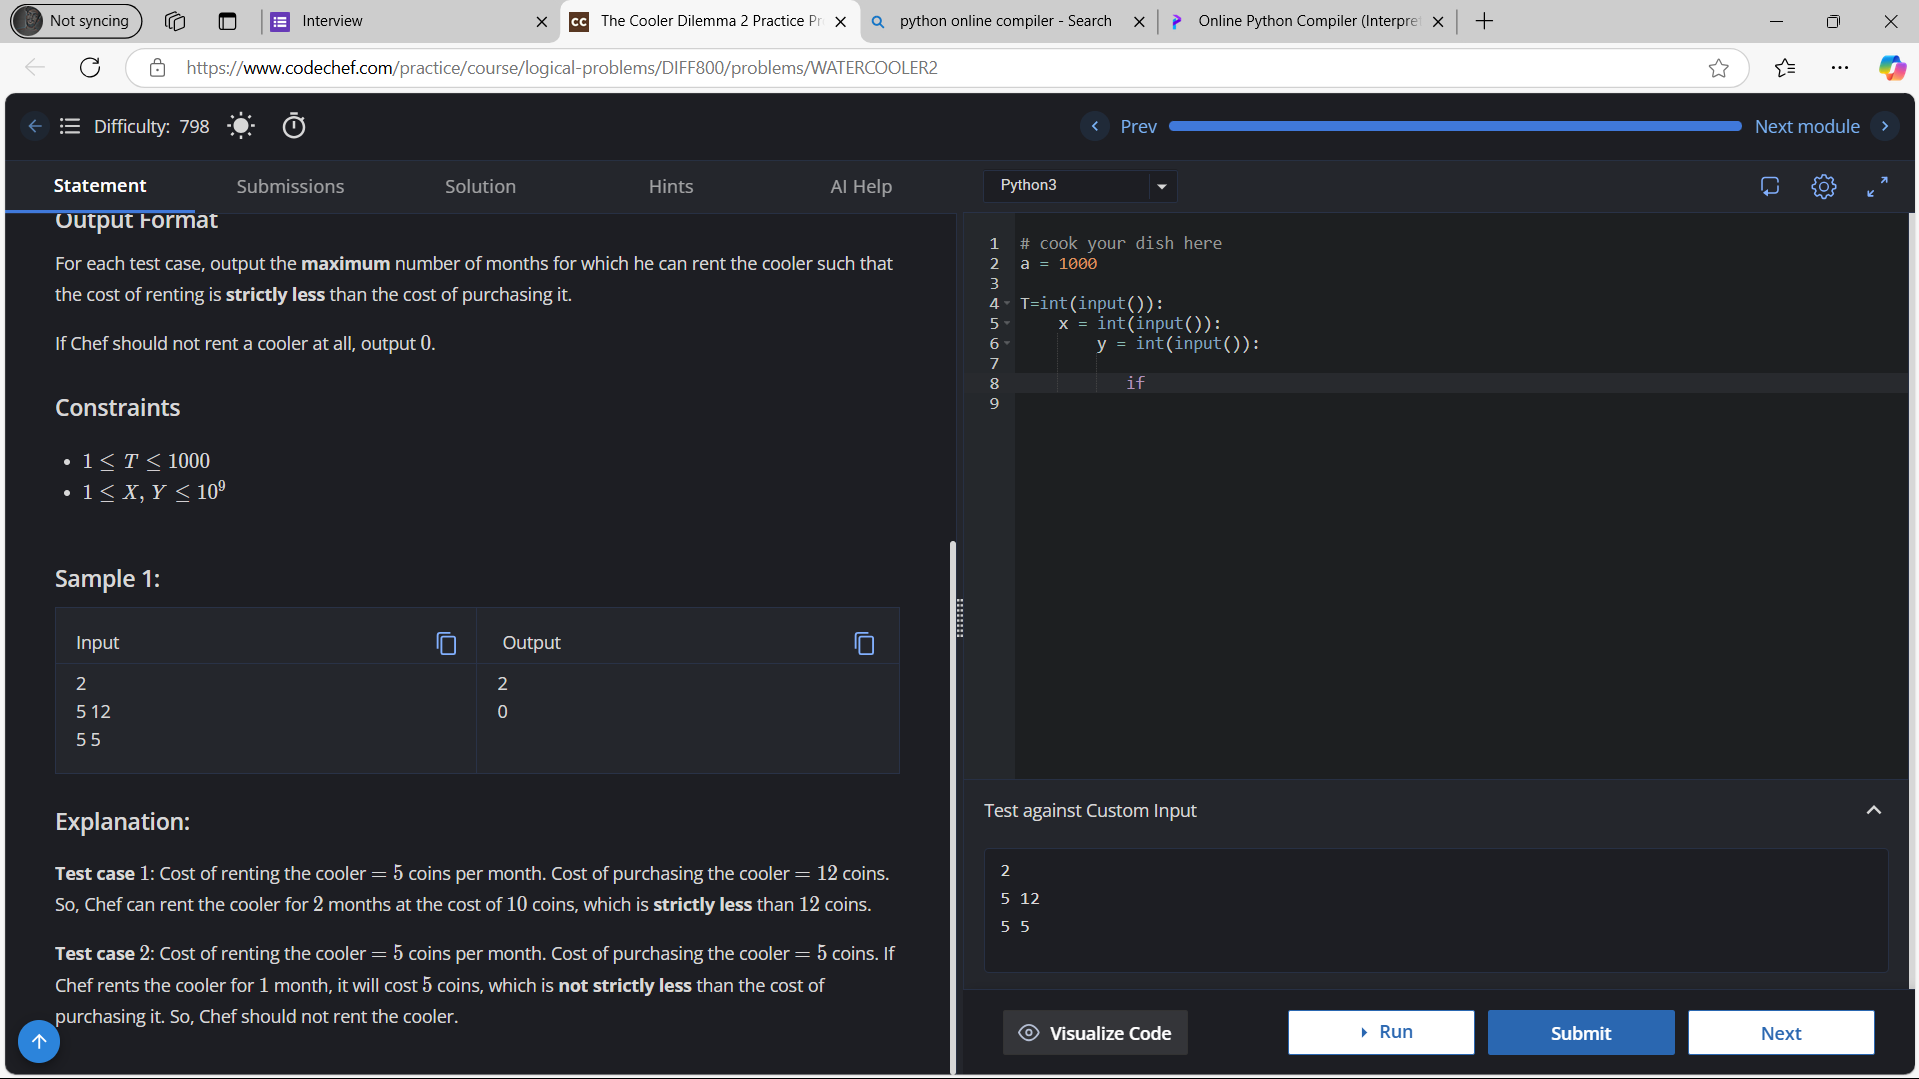 Not syncing
Interview
The Cooler Dilemma 2 Practice Pr
python online compiler - Search
Online Python Compiler (Interpret
https://www.codechef.com/practice/course/logical-problems/DIFF800/problems/WATERCOOLER2
Difficulty: 798
Prev
Next module
Statement
Submissions
Solution
Hints
AI Help
Python3
Output Format
For each test case, output the maximum number of months for which he can rent the cooler such that
the cost of renting is strictly less than the cost of purchasing it.
If Chef should not rent a cooler at all, output 0.
Constraints
• 1 ≤ T ≤ 1000
• 1 ≤ X, Y ≤ 10⁹
Sample 1:
Input
Output
2
5 12
5 5
2
0
Explanation:
Test case 1: Cost of renting the cooler = 5 coins per month. Cost of purchasing the cooler = 12 coins.
So, Chef can rent the cooler for 2 months at the cost of 10 coins, which is strictly less than 12 coins.
Test case 2: Cost of renting the cooler = 5 coins per month. Cost of purchasing the cooler = 5 coins. If
Chef rents the cooler for 1 month, it will cost 5 coins, which is not strictly less than the cost of
purchasing it. So, Chef should not rent the cooler.
1 # cook your dish here
2 a = 1000
3
4 T=int(input()):
5 x = int(input()):
6 y = int(input()):
7
8 if
9
Test against Custom Input
2
5 12
5 5
Visualize Code
Run
Submit
Next